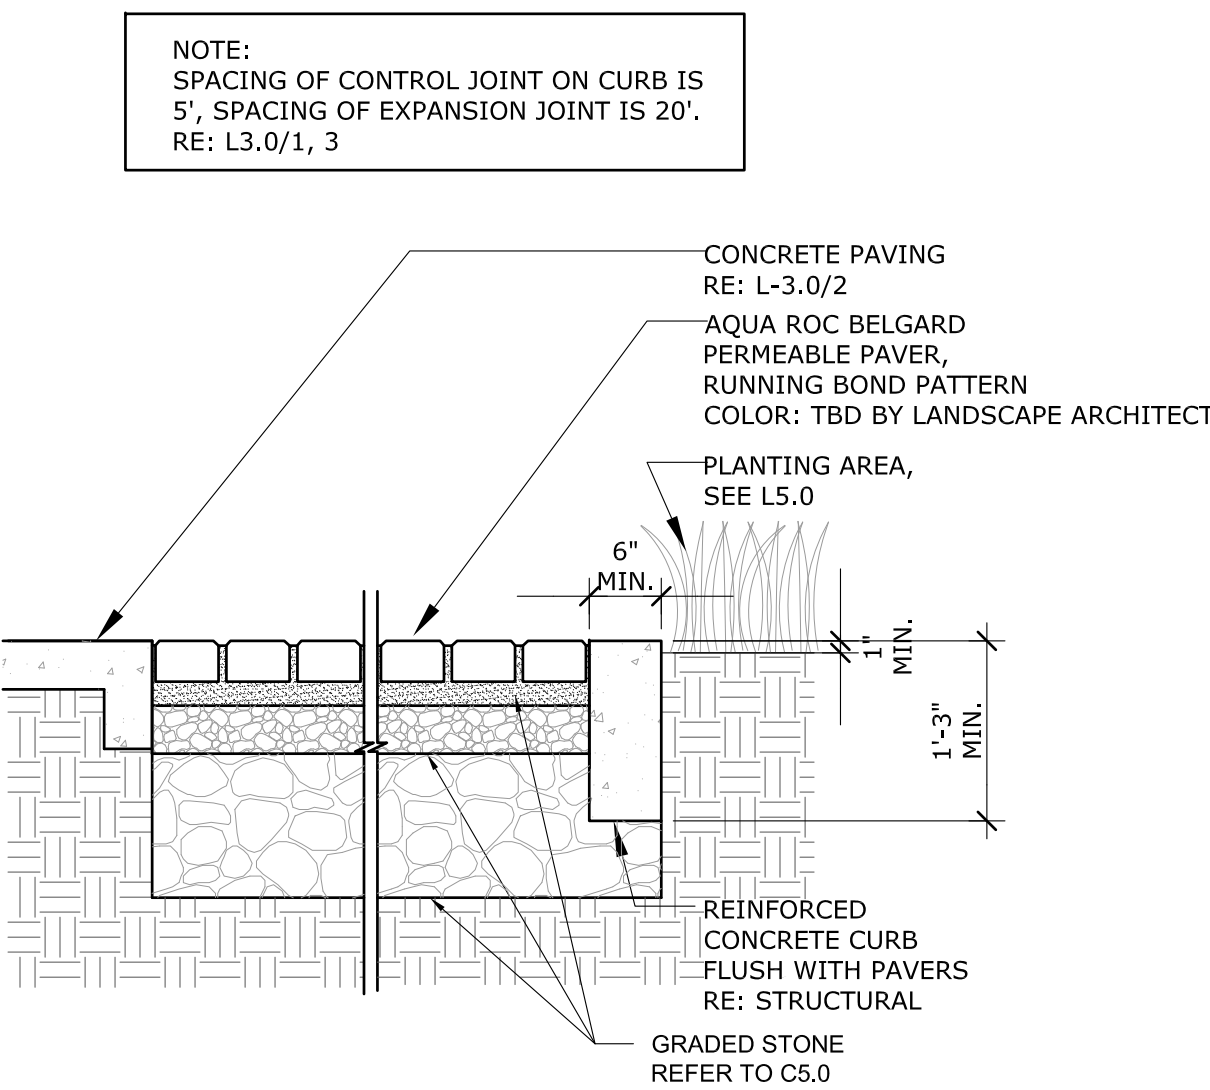 NOTE:
SPACING OF CONTROL JOINT ON CURB IS
5', SPACING OF EXPANSION JOINT IS 20'.
RE: L3.0/1, 3
CONCRETE PAVING
RE: L-3.0/2
AQUA ROC BELGARD
PERMEABLE PAVER,
RUNNING BOND PATTERN
COLOR: TBD BY LANDSCAPE ARCHITECT
PLANTING AREA,
SEE L5.0
6"
MIN.
1"
MIN.
1'-3"
MIN.
REINFORCED
CONCRETE CURB
FLUSH WITH PAVERS
RE: STRUCTURAL
GRADED STONE
REFER TO C5.0